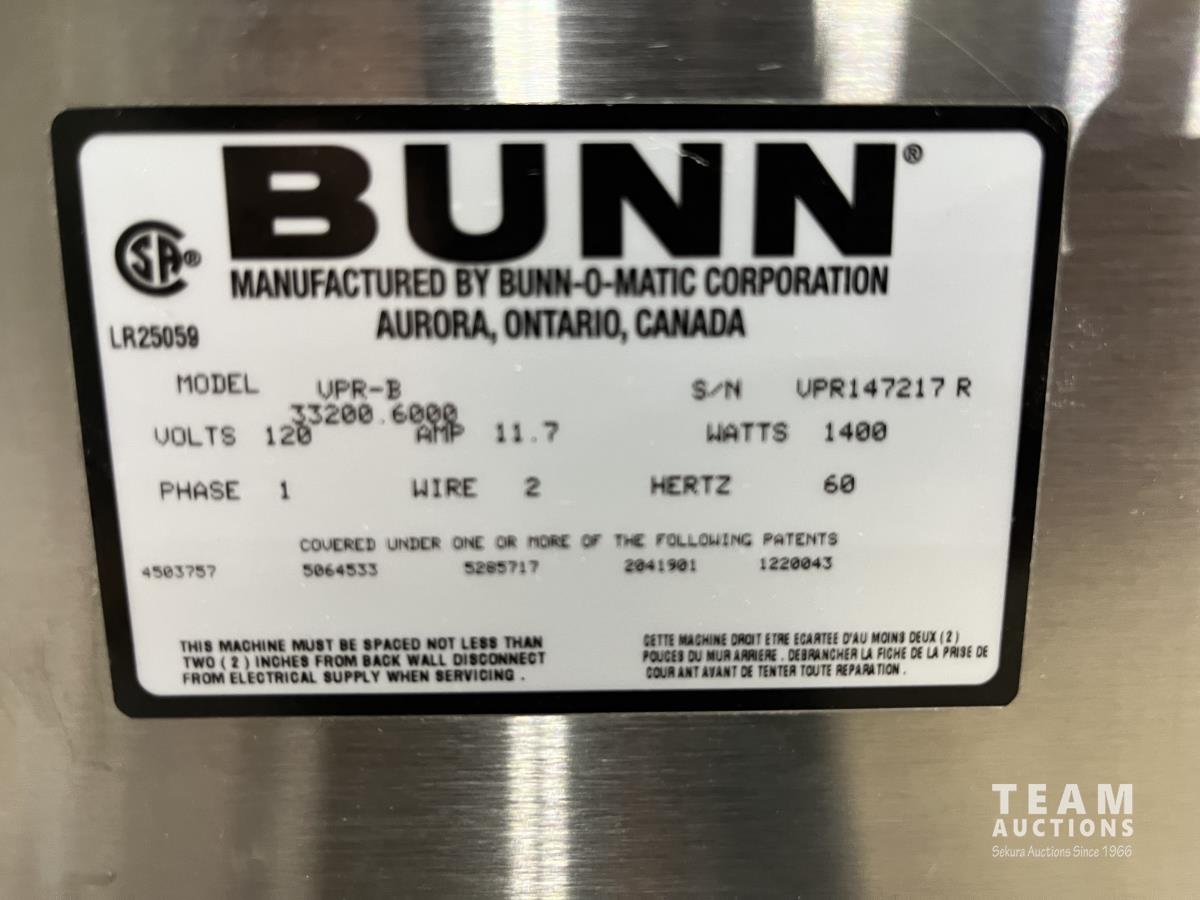 BUNN®
CSA®
MANUFACTURED BY BUNN-O-MATIC CORPORATION
AURORA, ONTARIO, CANADA
LR25059
MODEL VPR-B S/N VPR147217 R
33200.6000
VOLTS 120 AMP 11.7 WATTS 1400
PHASE 1 WIRE 2 HERTZ 60
COVERED UNDER ONE OR MORE OF THE FOLLOWING PATENTS
4503757 5064533 5285717 2041901 1220043
THIS MACHINE MUST BE SPACED NOT LESS THAN
TWO (2) INCHES FROM BACK WALL DISCONNECT
FROM ELECTRICAL SUPPLY WHEN SERVICING .
CETTE MACHINE DROIT ETRE ECARTEE D'AU MOINS DEUX (2)
POUCES DU MUR ARRIERE . DEBRANCHER LA FICHE DE LA PRISE DE
COURANT AVANT DE TENTER TOUTE REPARATION .
TEAM
AUCTIONS
Sekura Auctions Since 1966